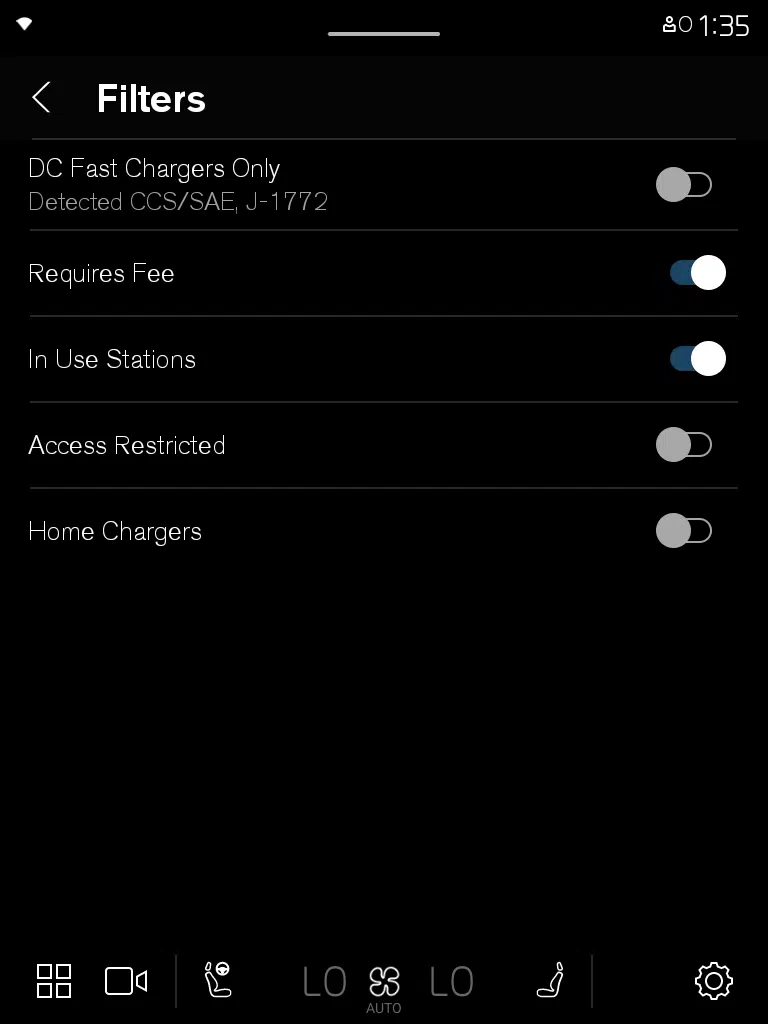 1:35
Filters
DC Fast Chargers Only
Detected CCS/SAE, J-1772
Requires Fee
In Use Stations
Access Restricted
Home Chargers
LO LO
AUTO